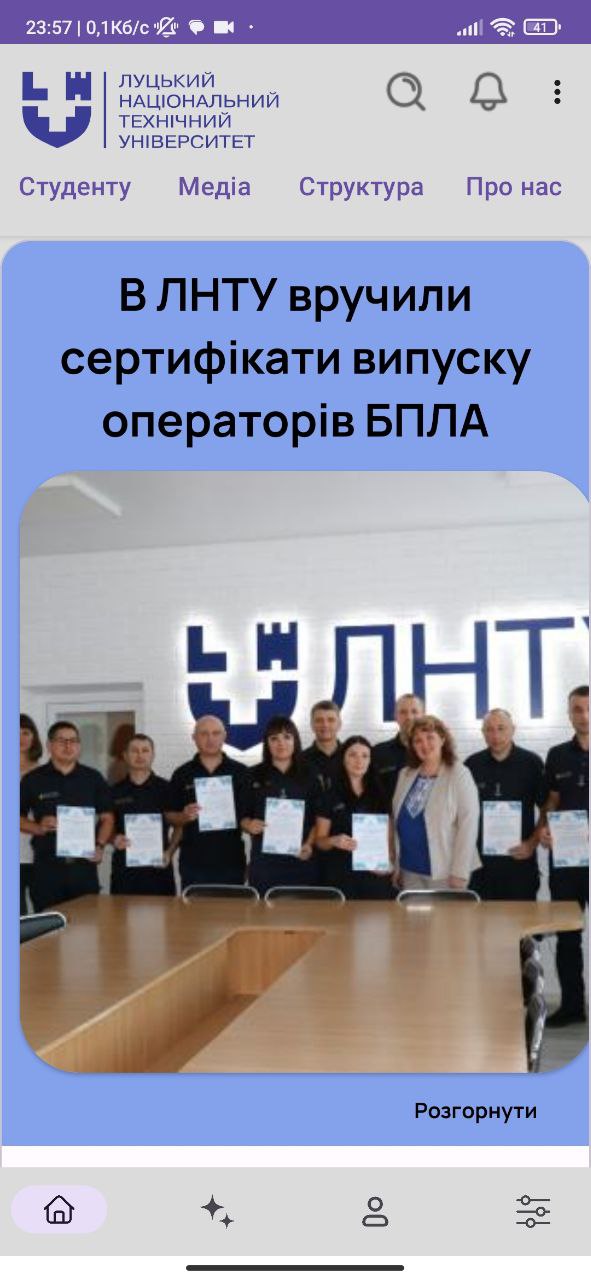 23:57 | 0,1Кб/с
41
ЛУЦЬКИЙ
НАЦІОНАЛЬНИЙ
ТЕХНІЧНИЙ
УНІВЕРСИТЕТ
Студенту Медіа Структура Про нас
В ЛНТУ вручили
сертифікати випуску
операторів БПЛА
ЛНТУ
Розгорнути